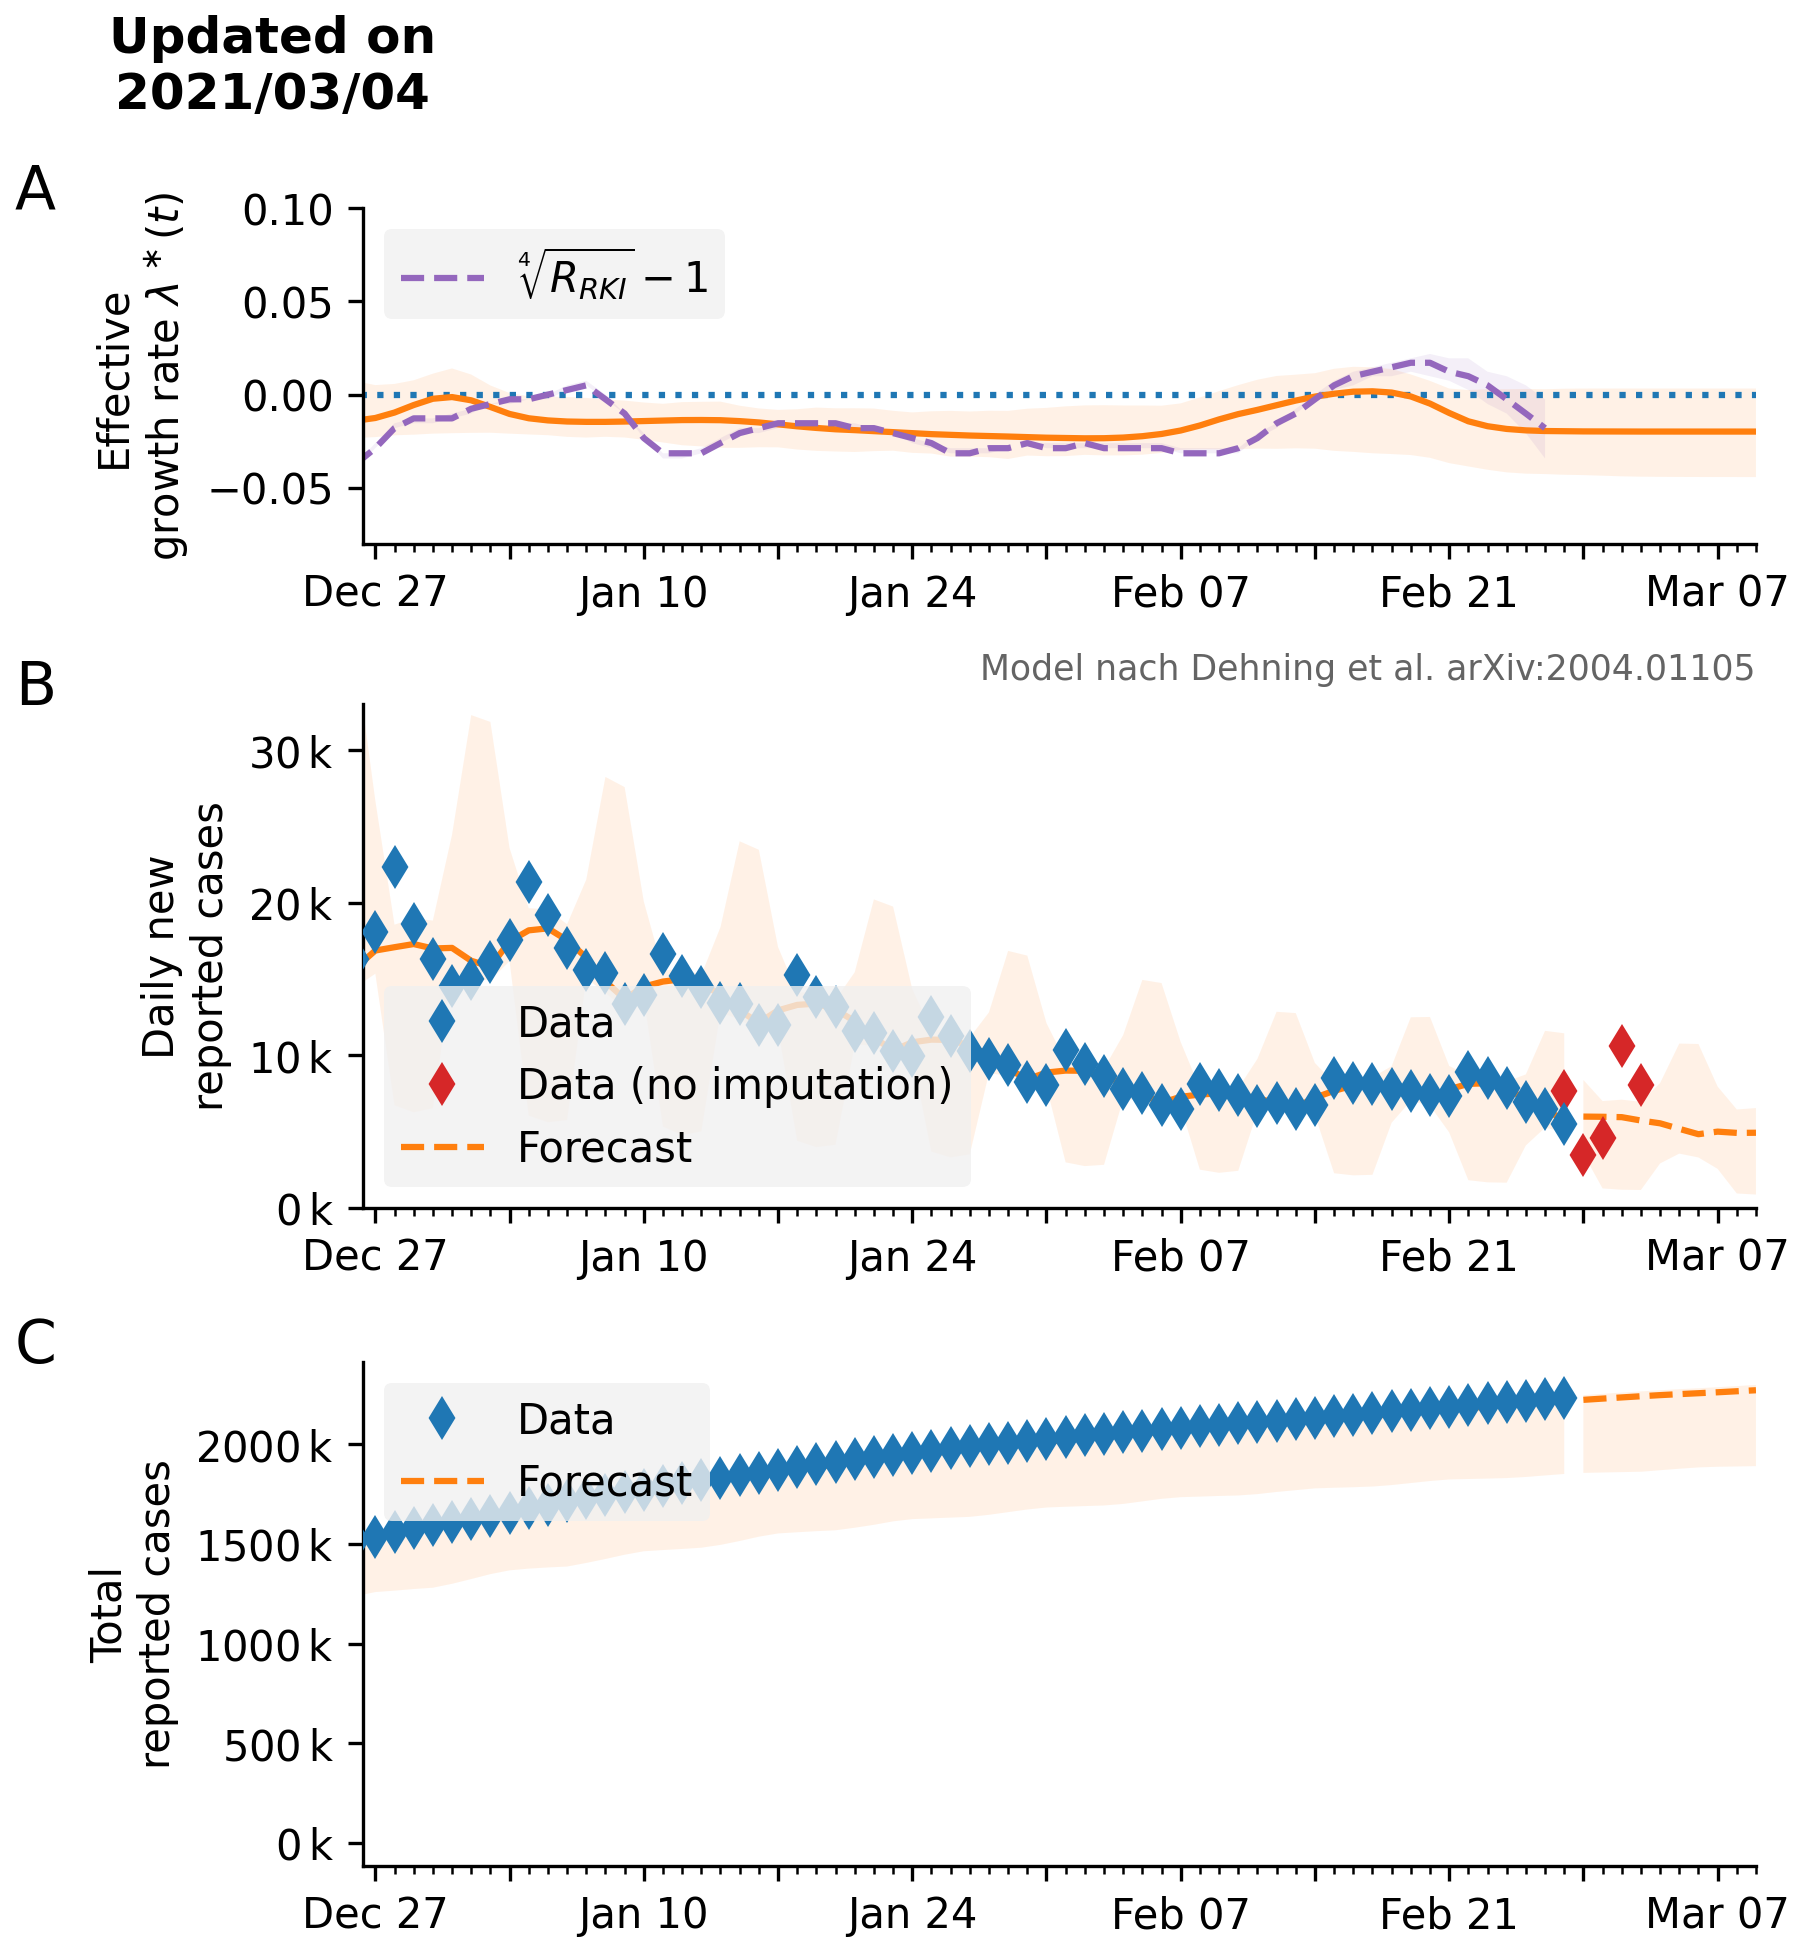 Updated on
2021/03/04
A
Effective
growth rate λ * (t)
0.10
0.05
0.00
−0.05
∜R_RKI − 1
Dec 27 Jan 10 Jan 24 Feb 07 Feb 21 Mar 07
Model nach Dehning et al. arXiv:2004.01105
B
Daily new
reported cases
30 k
20 k
10 k
0 k
Data
Data (no imputation)
Forecast
Dec 27 Jan 10 Jan 24 Feb 07 Feb 21 Mar 07
C
Total
reported cases
2000 k
1500 k
1000 k
500 k
0 k
Data
Forecast
Dec 27 Jan 10 Jan 24 Feb 07 Feb 21 Mar 07